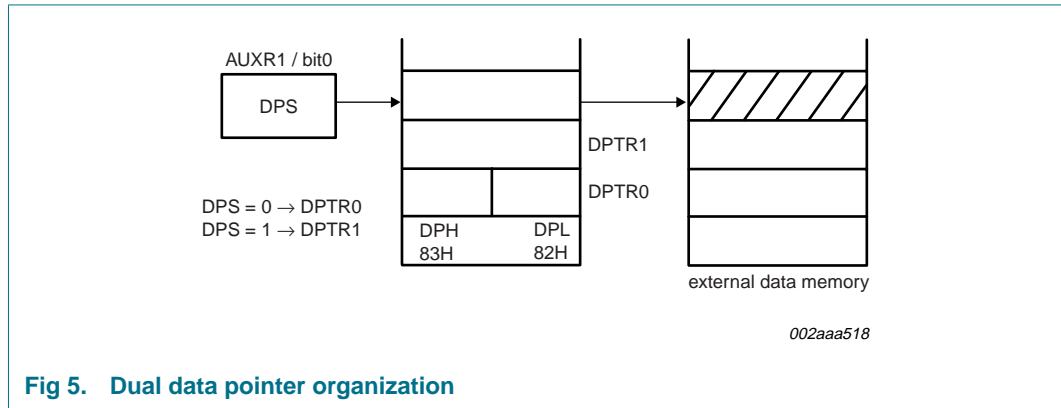 AUXR1 / bit0
DPS
DPTR1
DPTR0
DPS = 0 → DPTR0
DPS = 1 → DPTR1
DPH DPL
83H 82H
external data memory
002aaa518
Fig 5. Dual data pointer organization